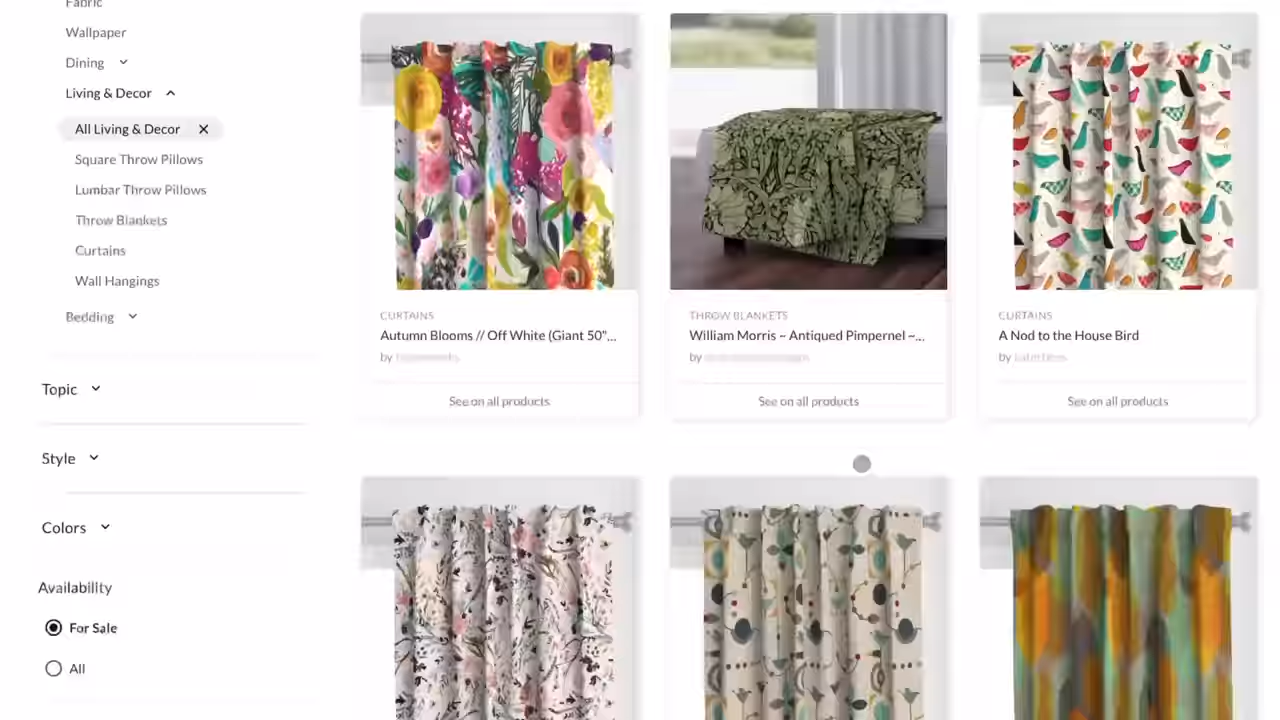 Fabric
Wallpaper
Dining
Living & Decor
All Living & Decor
Square Throw Pillows
Lumbar Throw Pillows
Throw Blankets
Curtains
Wall Hangings
Bedding
Topic
Style
Colors
Availability
For Sale
All
CURTAINS
Autumn Blooms // Off White (Giant 50"...
by
See on all products
THROW BLANKETS
William Morris ~ Antiqued Pimpernel ~...
by
See on all products
CURTAINS
A Nod to the House Bird
by
See on all products